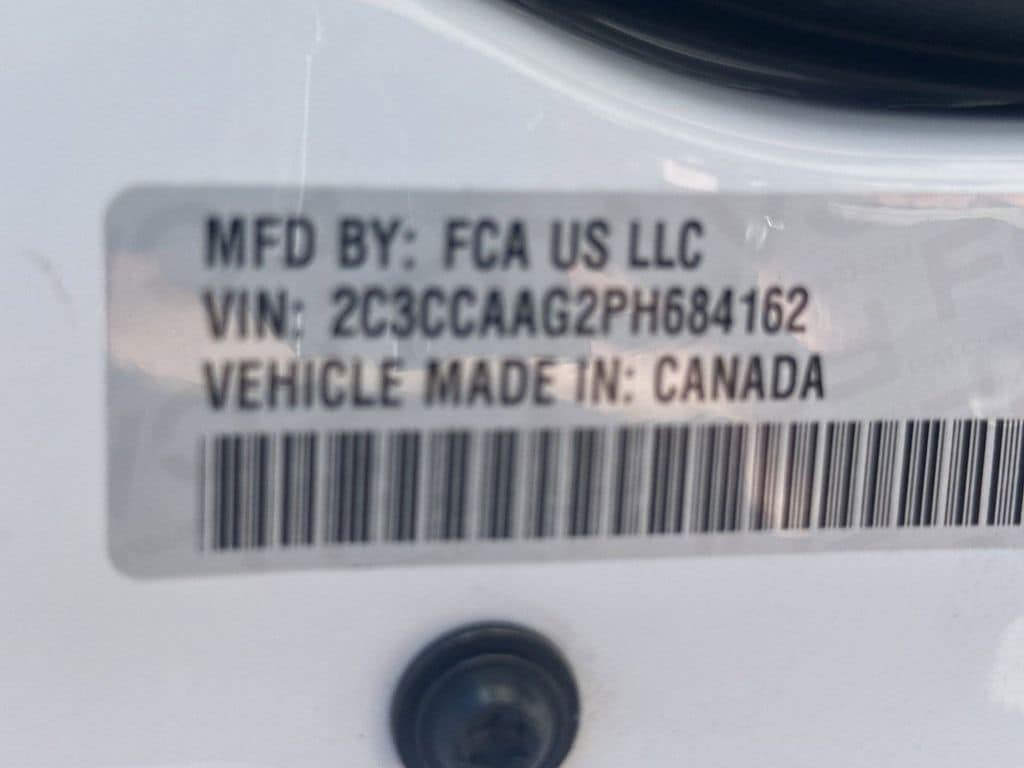 MFD BY: FCA US LLC
VIN: 2C3CCAAG2PH684162
VEHICLE MADE IN: CANADA